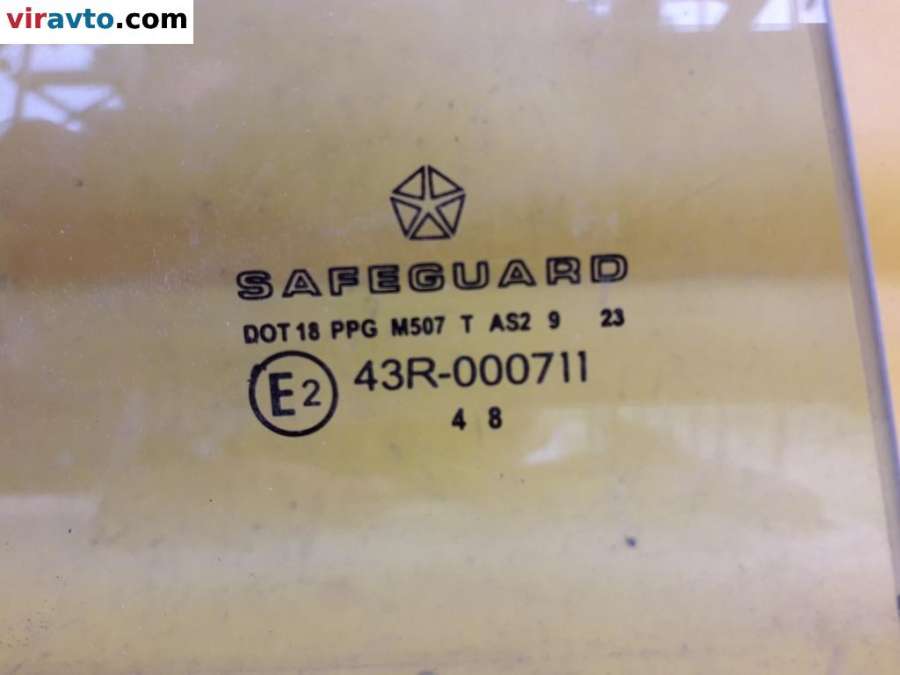 viravto.com
SAFEGUARD
DOT 18 PPG M507 T AS2 9 23
E2 43R-000711
4 8